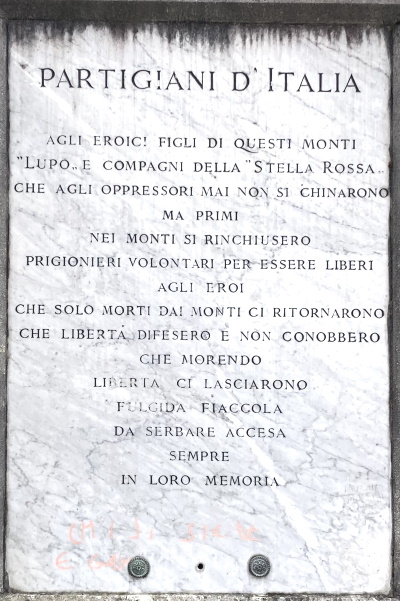 PARTIGIANI D'ITALIA
AGLI EROICI FIGLI DI QUESTI MONTI
"LUPO„ E COMPAGNI DELLA "STELLA ROSSA„
CHE AGLI OPPRESSORI MAI NON SI CHINARONO
MA PRIMI
NEI MONTI SI RINCHIUSERO
PRIGIONIERI VOLONTARI PER ESSERE LIBERI
AGLI EROI
CHE SOLO MORTI DAI MONTI CI RITORNARONO
CHE LIBERTÀ DIFESERO E NON CONOBBERO
CHE MORENDO
LIBERTÀ CI LASCIARONO
FULGIDA FIACCOLA
DA SERBARE ACCESA
SEMPRE
IN LORO MEMORIA